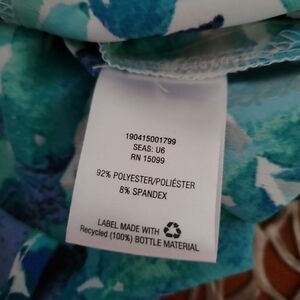 190415001799
SEAS: U6
RN 15099
92% POLYESTER/POLIÉSTER
8% SPANDEX
LABEL MADE WITH
Recycled (100%) BOTTLE MATERIAL